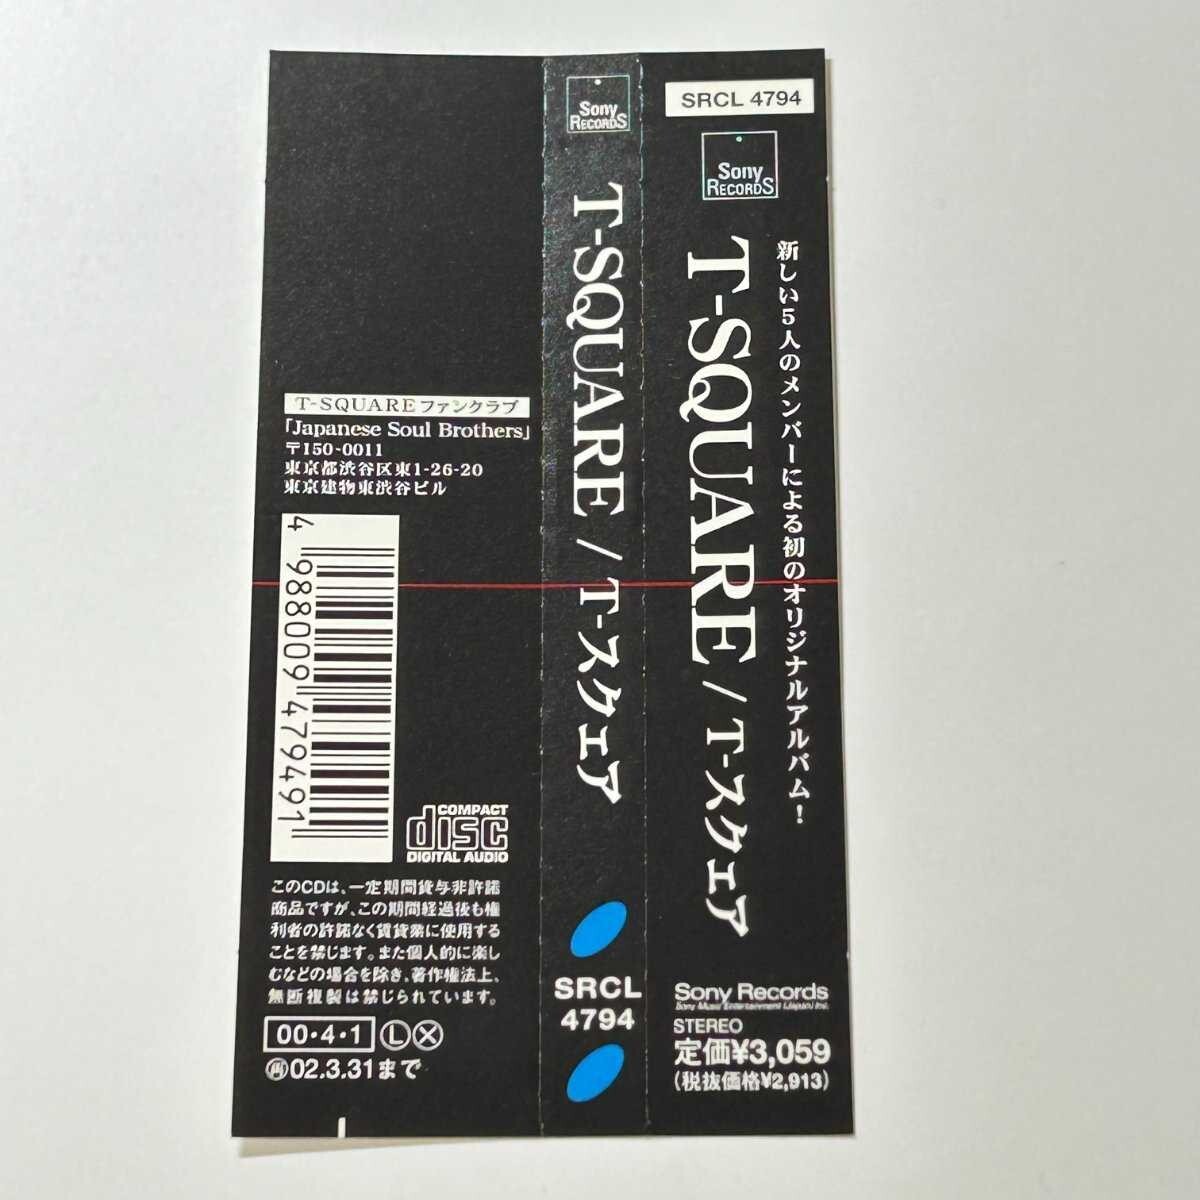 T-SQUAREファンクラブ
「Japanese Soul Brothers」
〒150-0011
東京都渋谷区東1-26-20
東京建物東渋谷ビル
4 988009 479491
COMPACT
disc
DIGITAL AUDIO
このCDは、一定期間貸与非許諾
商品ですが、この期間経過後も権
利者の許諾なく賃貸業に使用する
ことを禁じます。また個人的に楽し
むなどの場合を除き、著作権法上、
無断複製は禁じられています。
00・4・1 Ⓛ Ⓧ
02.3.31まで
Sony
RECORDS
T-SQUARE / T-スクェア
SRCL
4794
SRCL 4794
Sony
RECORDS
新しい5人のメンバーによる初のオリジナルアルバム!
T-SQUARE / T-スクェア
Sony Records
Sony Music Entertainment (Japan) Inc.
STEREO
定価¥3,059
(税抜価格¥2,913)